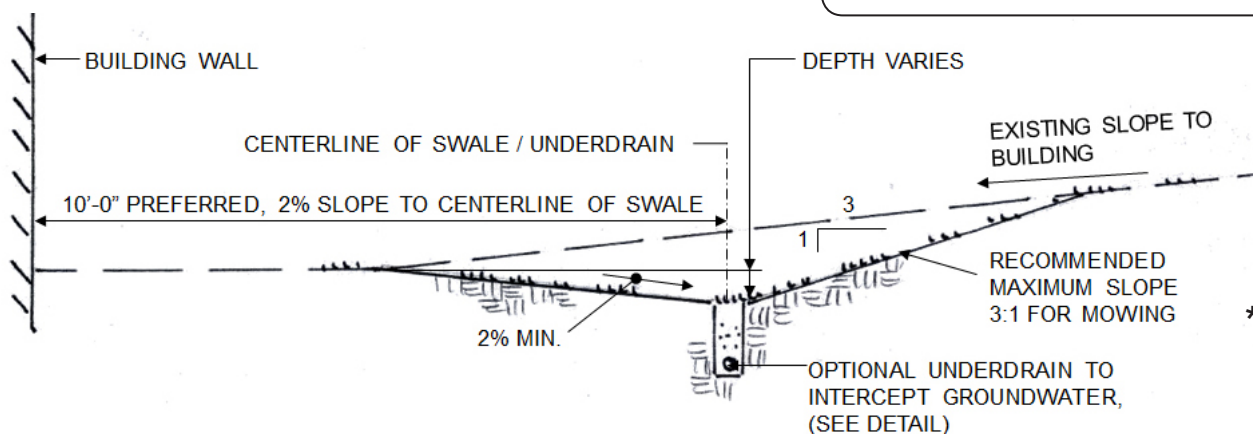 BUILDING WALL
DEPTH VARIES
CENTERLINE OF SWALE / UNDERDRAIN
EXISTING SLOPE TO
BUILDING
10'-0" PREFERRED, 2% SLOPE TO CENTERLINE OF SWALE
3
1
RECOMMENDED
MAXIMUM SLOPE
3:1 FOR MOWING
*
2% MIN.
OPTIONAL UNDERDRAIN TO
INTERCEPT GROUNDWATER,
(SEE DETAIL)